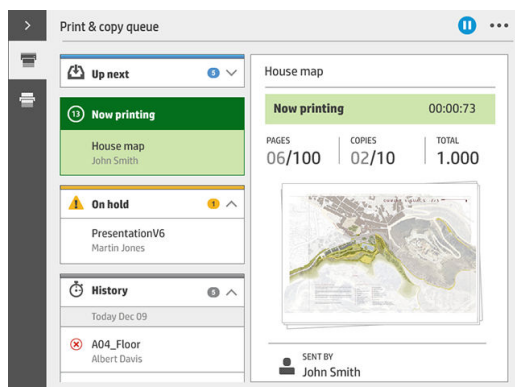 Print & copy queue
Up next 5
13 Now printing
House map
John Smith
On hold 1
PresentationV6
Martin Jones
History 5
Today Dec 09
A04_Floor
Albert Davis
House map
Now printing 00:00:73
PAGES COPIES TOTAL
06/100 02/10 1.000
SENT BY
John Smith